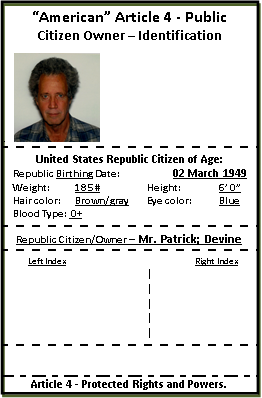 “American” Article 4 - Public
Citizen Owner – Identification
United States Republic Citizen of Age:
Republic Birthing Date: 02 March 1949
Weight: 185# Height: 6’ 0”
Hair color: Brown/gray Eye color: Blue
Blood Type: 0+
Republic Citizen/Owner – Mr. Patrick; Devine
Left Index Right Index
Article 4 - Protected Rights and Powers.